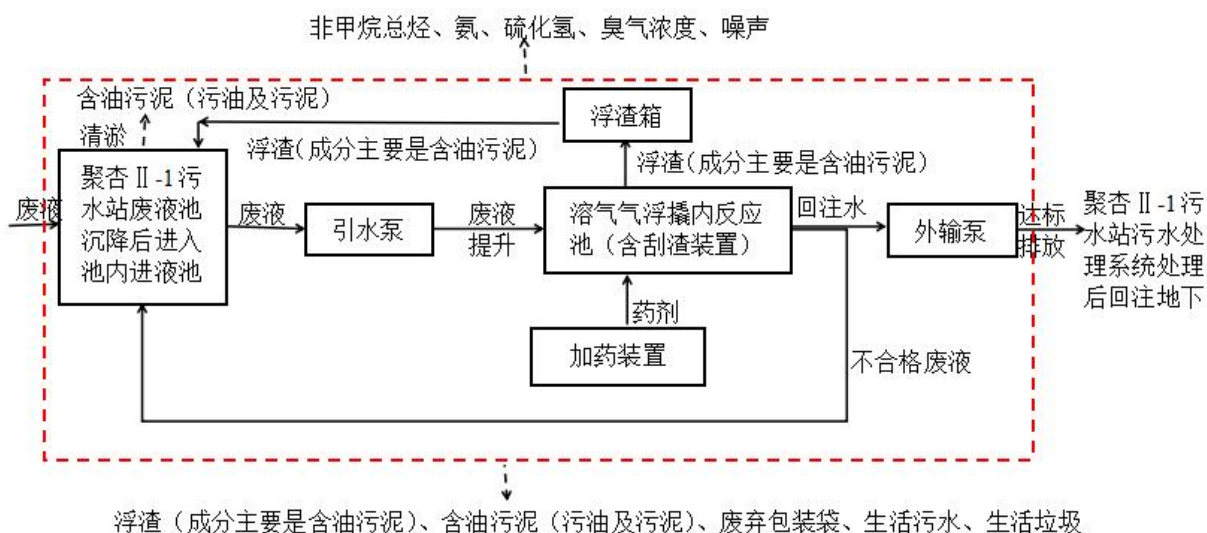 非甲烷总烃、氨、硫化氢、臭气浓度、噪声
含油污泥（污油及污泥）
清淤
浮渣箱
浮渣（成分主要是含油污泥）
浮渣（成分主要是含油污泥）
废液
聚杏Ⅱ-1污
水站废液池
沉降后进入
池内进液池
废液
引水泵
废液
提升
溶气气浮撬内反应
池（含刮渣装置）
回注水
外输泵
达标
排放
聚杏Ⅱ-1污
水站污水处
理系统处理
后回注地下
药剂
加药装置
不合格废液
浮渣（成分主要是含油污泥）、含油污泥（污油及污泥）、废弃包装袋、生活污水、生活垃圾